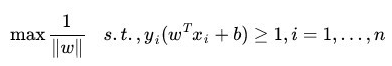 max 1/‖w‖ s.t., yᵢ(wᵀxᵢ + b) ≥ 1, i = 1, . . . , n